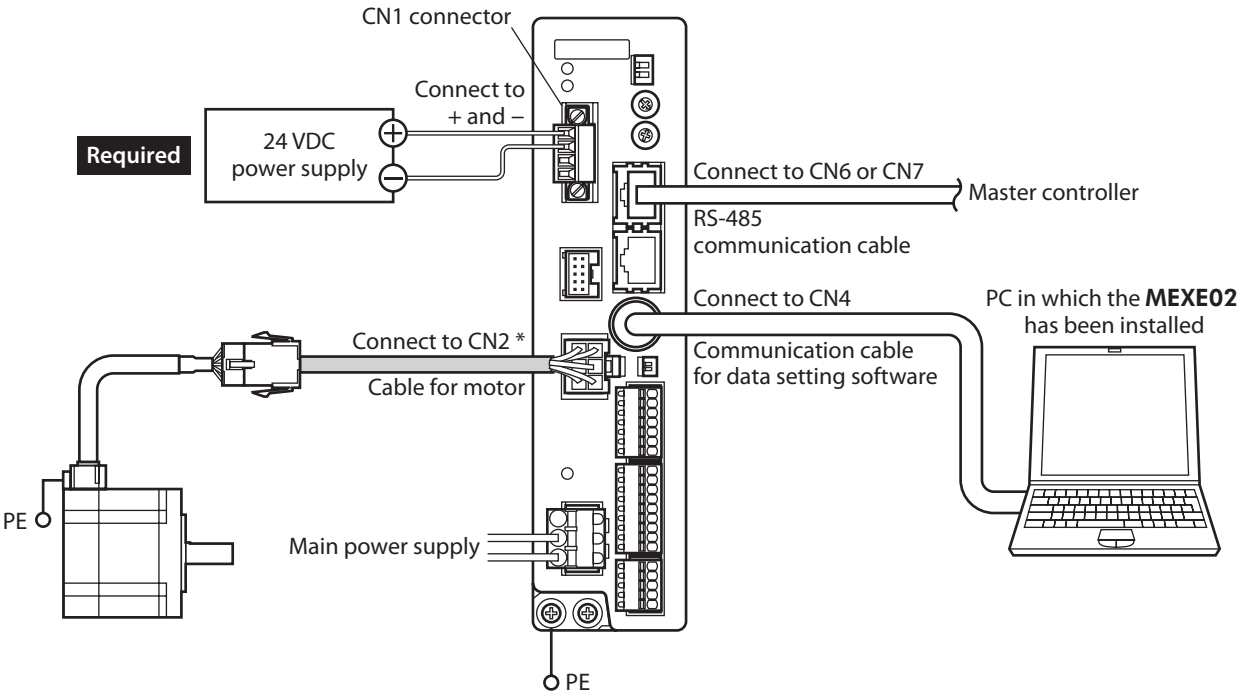 CN1 connector
Connect to
+ and −
24 VDC
power supply
+
−
Required
Connect to CN6 or CN7
Master controller
RS-485
communication cable
Connect to CN4
PC in which the MEXE02
has been installed
Connect to CN2 *
Communication cable
for data setting software
Cable for motor
PE
Main power supply
PE